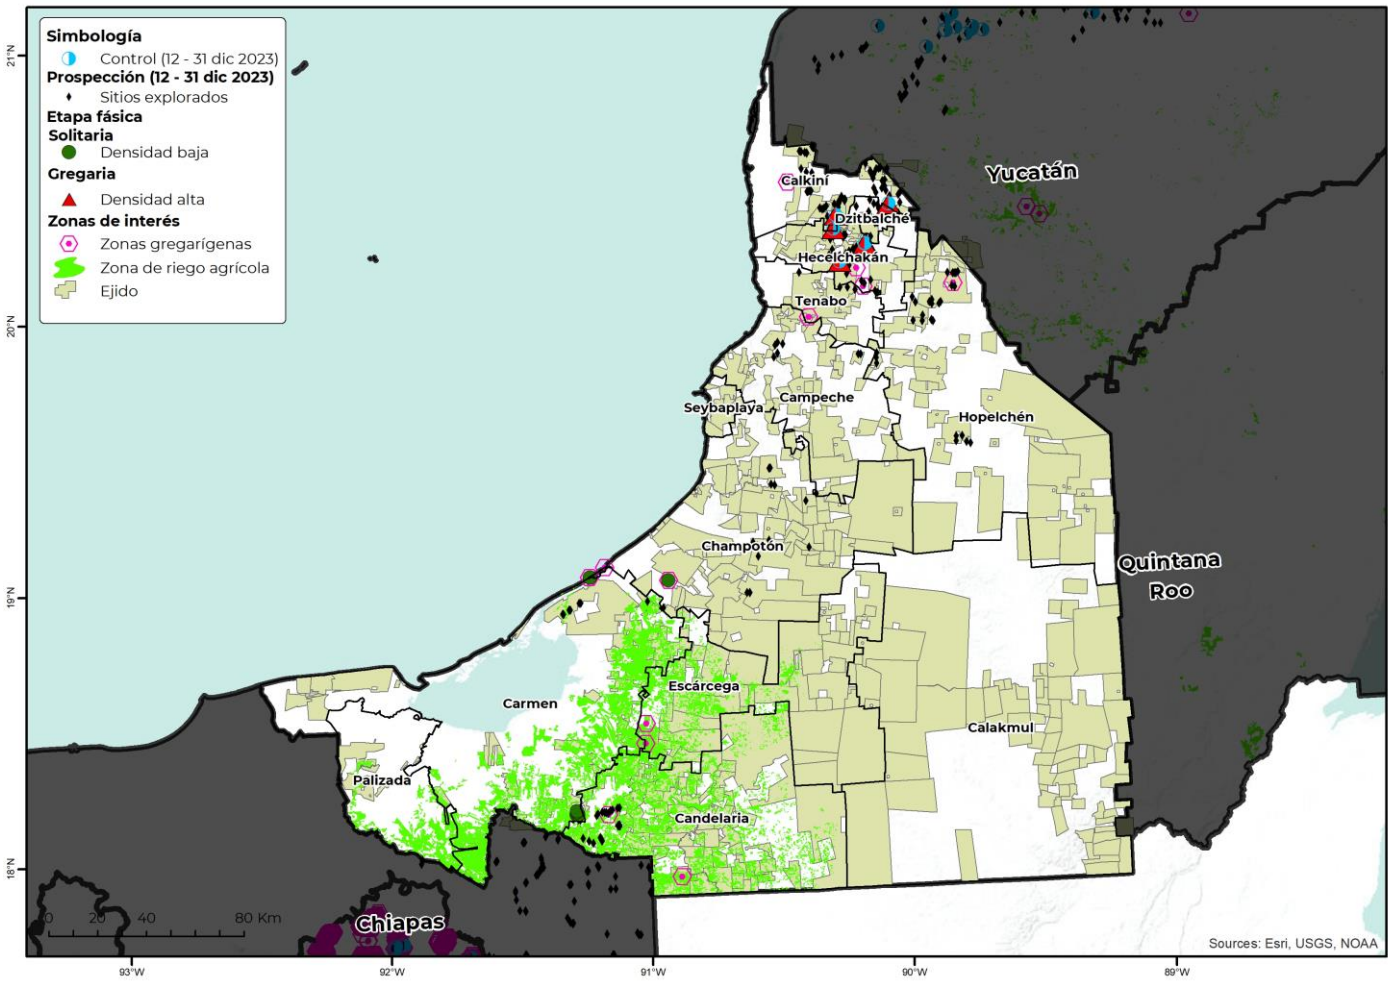 Simbología
Control (12 - 31 dic 2023)
Prospección (12 - 31 dic 2023)
Sitios explorados
Etapa fásica
Solitaria
Densidad baja
Gregaria
Densidad alta
Zonas de interés
Zonas gregarígenas
Zona de riego agrícola
Ejido
21°N
20°N
19°N
18°N
Yucatán
Calkiní
Dzitbalché
Hecelchakán
Tenabo
Campeche
Seybaplaya
Hopelchén
Champotón
Quintana
Roo
Escárcega
Carmen
Calakmul
Palizada
Candelaria
Chiapas
0 20 40 80 Km
Sources: Esri, USGS, NOAA
93°W 92°W 91°W 90°W 89°W